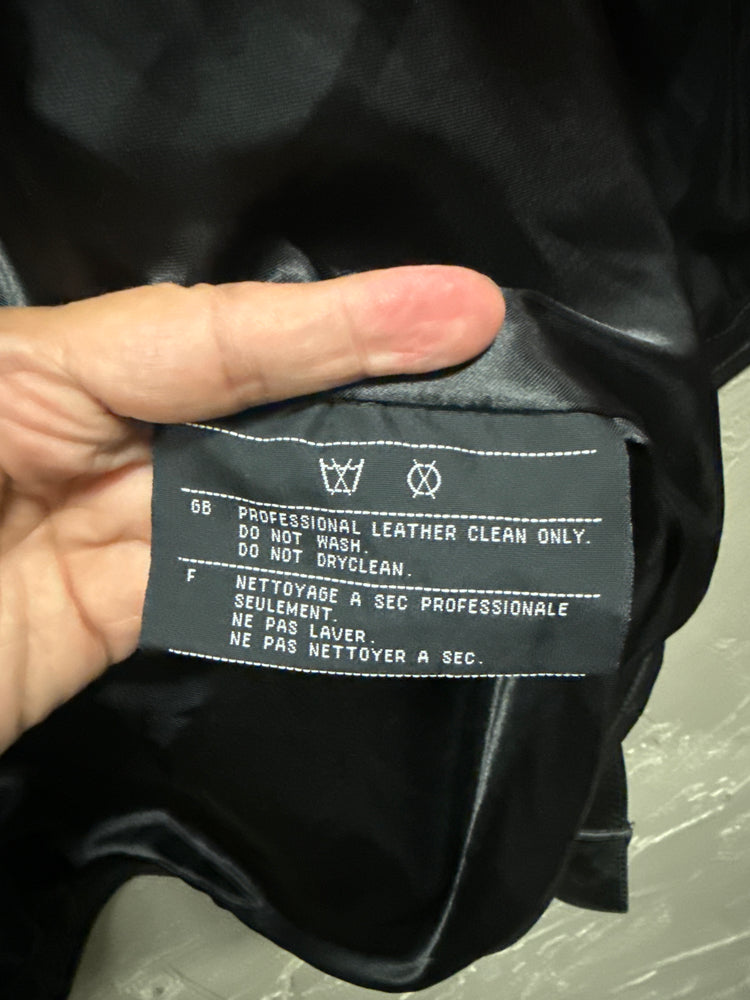 GB PROFESSIONAL LEATHER CLEAN ONLY.
DO NOT WASH.
DO NOT DRYCLEAN.
F NETTOYAGE A SEC PROFESSIONALE
SEULEMENT.
NE PAS LAVER.
NE PAS NETTOYER A SEC.